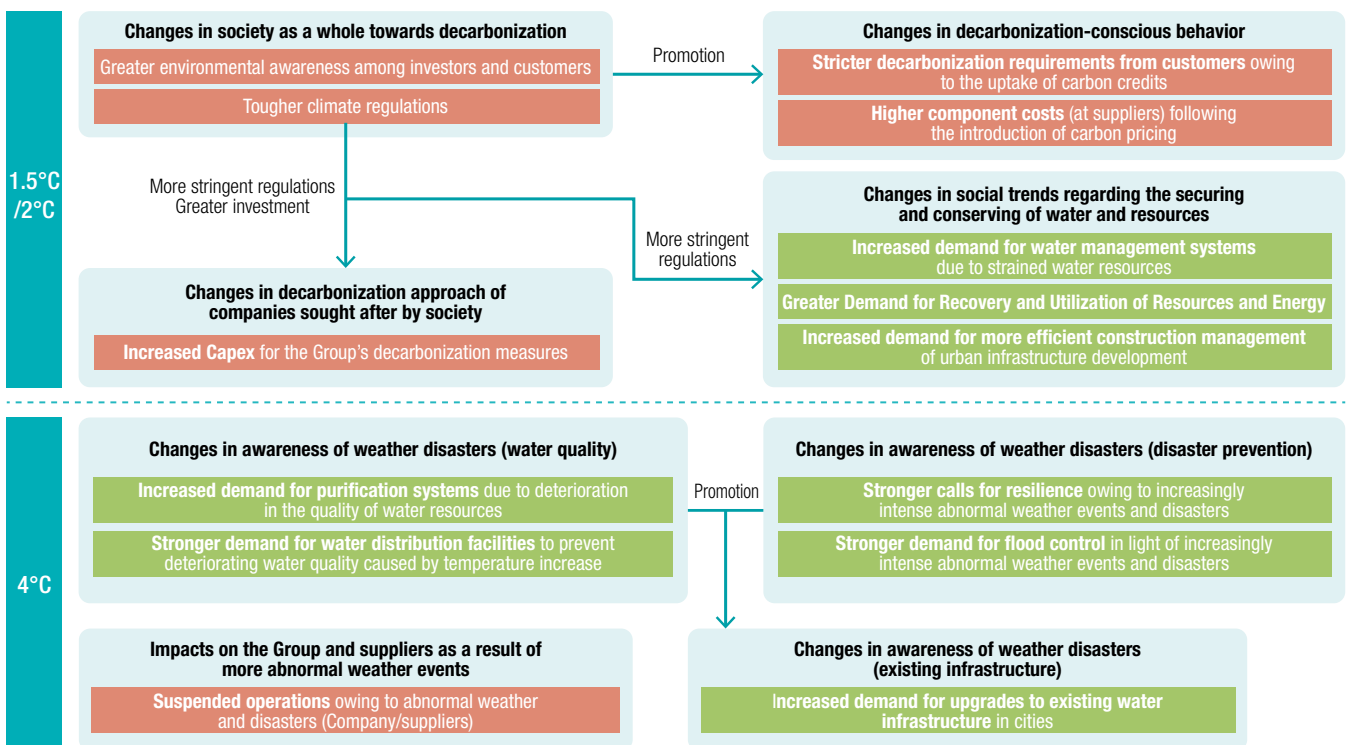 1.5°C
/2°C
Changes in society as a whole towards decarbonization
Greater environmental awareness among investors and customers
Tougher climate regulations
Promotion
Changes in decarbonization-conscious behavior
Stricter decarbonization requirements from customers owing
to the uptake of carbon credits
Higher component costs (at suppliers) following
the introduction of carbon pricing
More stringent regulations
Greater investment
More stringent
regulations
Changes in social trends regarding the securing
and conserving of water and resources
Increased demand for water management systems
due to strained water resources
Greater Demand for Recovery and Utilization of Resources and Energy
Increased demand for more efficient construction management
of urban infrastructure development
Changes in decarbonization approach of
companies sought after by society
Increased Capex for the Group's decarbonization measures
4°C
Changes in awareness of weather disasters (water quality)
Increased demand for purification systems due to deterioration
in the quality of water resources
Stronger demand for water distribution facilities to prevent
deteriorating water quality caused by temperature increase
Promotion
Changes in awareness of weather disasters (disaster prevention)
Stronger calls for resilience owing to increasingly
intense abnormal weather events and disasters
Stronger demand for flood control in light of increasingly
intense abnormal weather events and disasters
Impacts on the Group and suppliers as a result of
more abnormal weather events
Suspended operations owing to abnormal weather
and disasters (Company/suppliers)
Changes in awareness of weather disasters
(existing infrastructure)
Increased demand for upgrades to existing water
infrastructure in cities